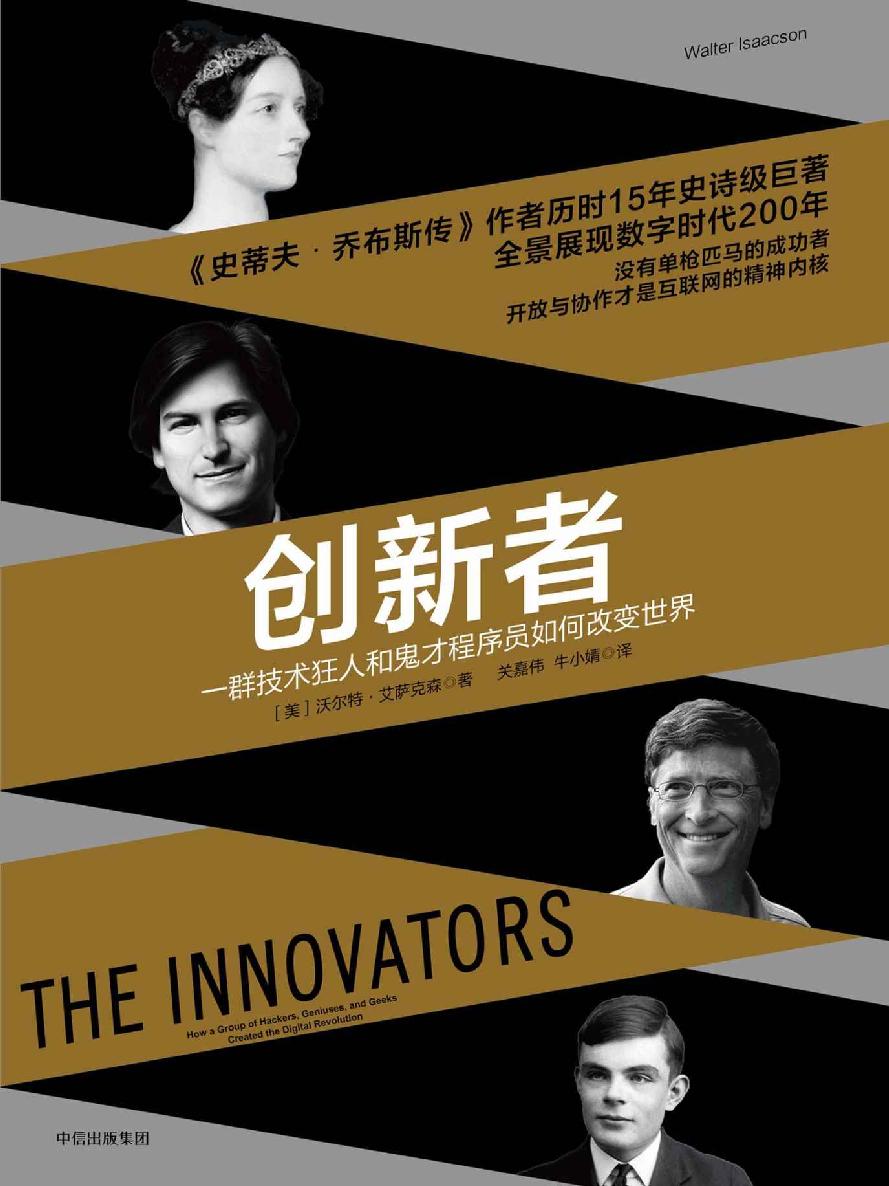 Walter Isaacson
《史蒂夫·乔布斯传》作者历时15年史诗级巨著
全景展现数字时代200年
没有单枪匹马的成功者
开放与协作才是互联网的精神内核
创新者
一群技术狂人和鬼才程序员如何改变世界
[美]沃尔特·艾萨克森◎著 关嘉伟 牛小婧◎译
THE INNOVATORS
How a Group of Hackers, Geniuses, and Geeks
Created the Digital Revolution
中信出版集团